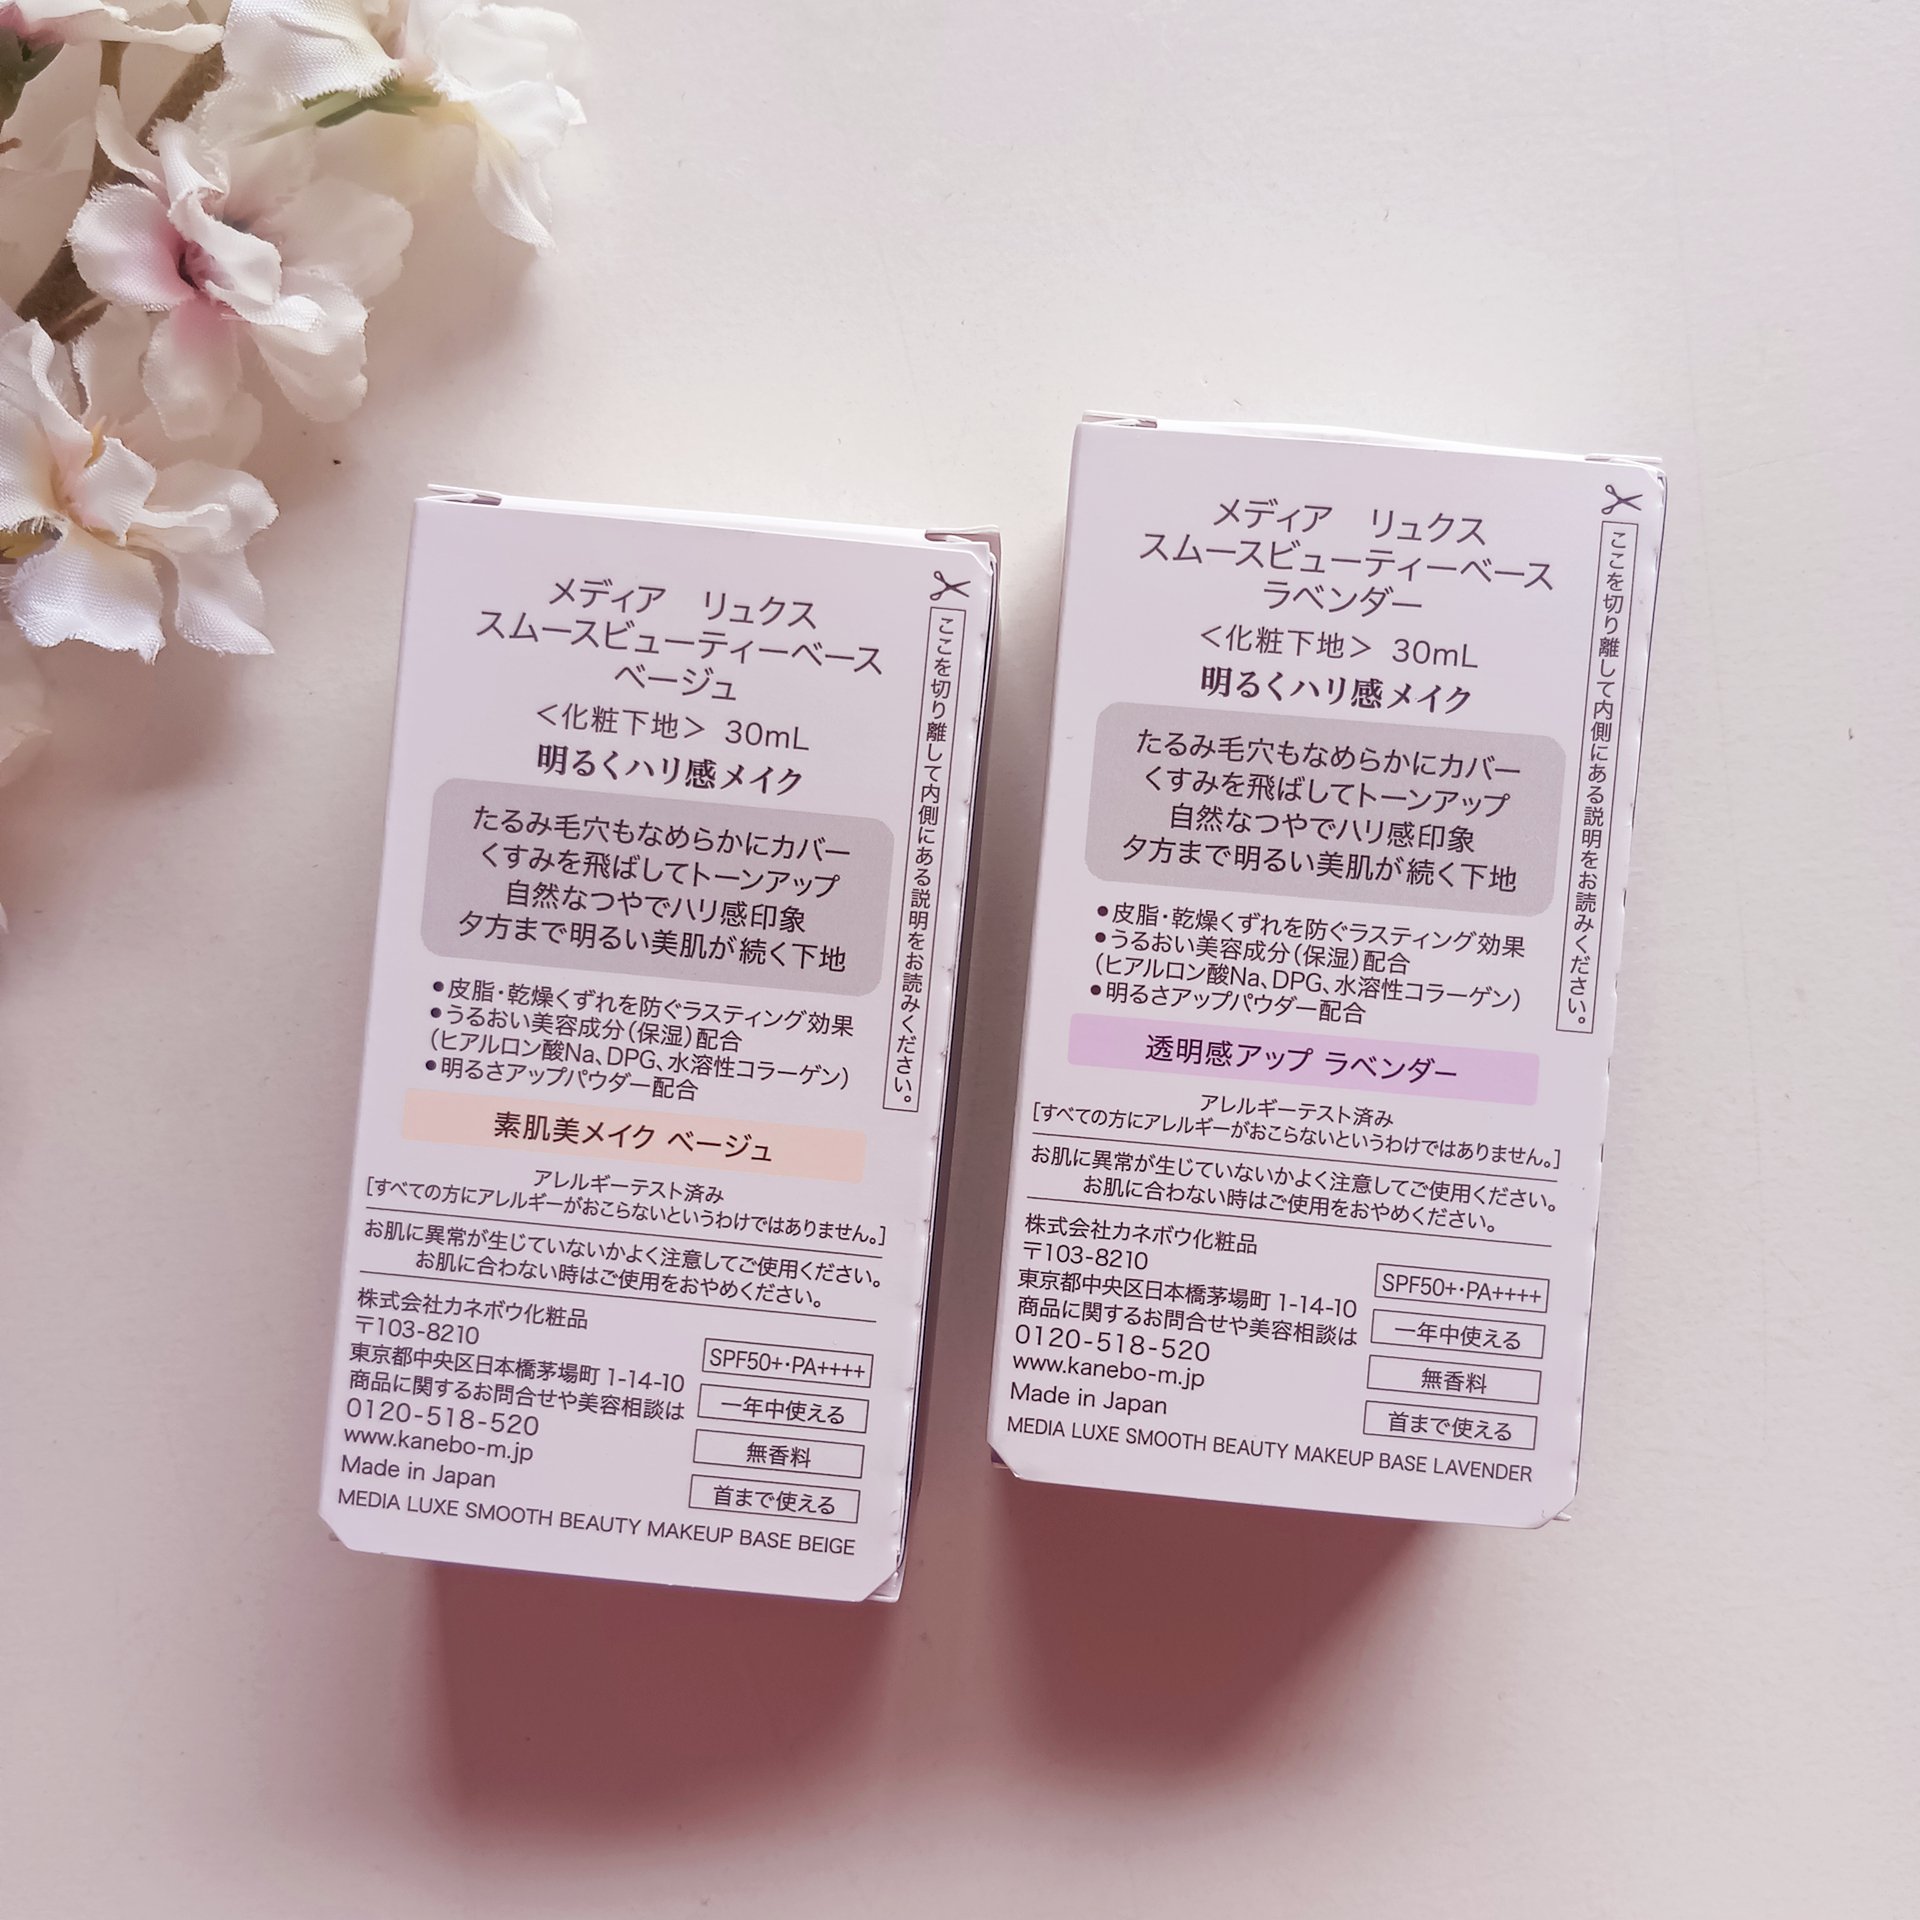 メディア リュクス
スムースビューティーベース
ベージュ
＜化粧下地＞ 30mL
明るくハリ感メイク
たるみ毛穴もなめらかにカバー
くすみを飛ばしてトーンアップ
自然なつやでハリ感印象
夕方まで明るい美肌が続く下地
●皮脂・乾燥くずれを防ぐラスティング効果
●うるおい美容成分（保湿）配合
（ヒアルロン酸Na、DPG、水溶性コラーゲン）
●明るさアップパウダー配合
素肌美メイク ベージュ
アレルギーテスト済み
［すべての方にアレルギーがおこらないというわけではありません。］
お肌に異常が生じていないかよく注意してご使用ください。
お肌に合わない時はご使用をおやめください。
株式会社カネボウ化粧品
〒103-8210
東京都中央区日本橋茅場町 1-14-10
商品に関するお問合せや美容相談は
0120-518-520
www.kanebo-m.jp
Made in Japan
SPF50+・PA++++
一年中使える
無香料
首まで使える
MEDIA LUXE SMOOTH BEAUTY MAKEUP BASE BEIGE
ここを切り離して内側にある説明をお読みください。
メディア リュクス
スムースビューティーベース
ラベンダー
＜化粧下地＞ 30mL
明るくハリ感メイク
たるみ毛穴もなめらかにカバー
くすみを飛ばしてトーンアップ
自然なつやでハリ感印象
夕方まで明るい美肌が続く下地
●皮脂・乾燥くずれを防ぐラスティング効果
●うるおい美容成分（保湿）配合
（ヒアルロン酸Na、DPG、水溶性コラーゲン）
●明るさアップパウダー配合
透明感アップ ラベンダー
アレルギーテスト済み
［すべての方にアレルギーがおこらないというわけではありません。］
お肌に異常が生じていないかよく注意してご使用ください。
お肌に合わない時はご使用をおやめください。
株式会社カネボウ化粧品
〒103-8210
東京都中央区日本橋茅場町 1-14-10
商品に関するお問合せや美容相談は
0120-518-520
www.kanebo-m.jp
Made in Japan
SPF50+・PA++++
一年中使える
無香料
首まで使える
MEDIA LUXE SMOOTH BEAUTY MAKEUP BASE LAVENDER
ここを切り離して内側にある説明をお読みください。